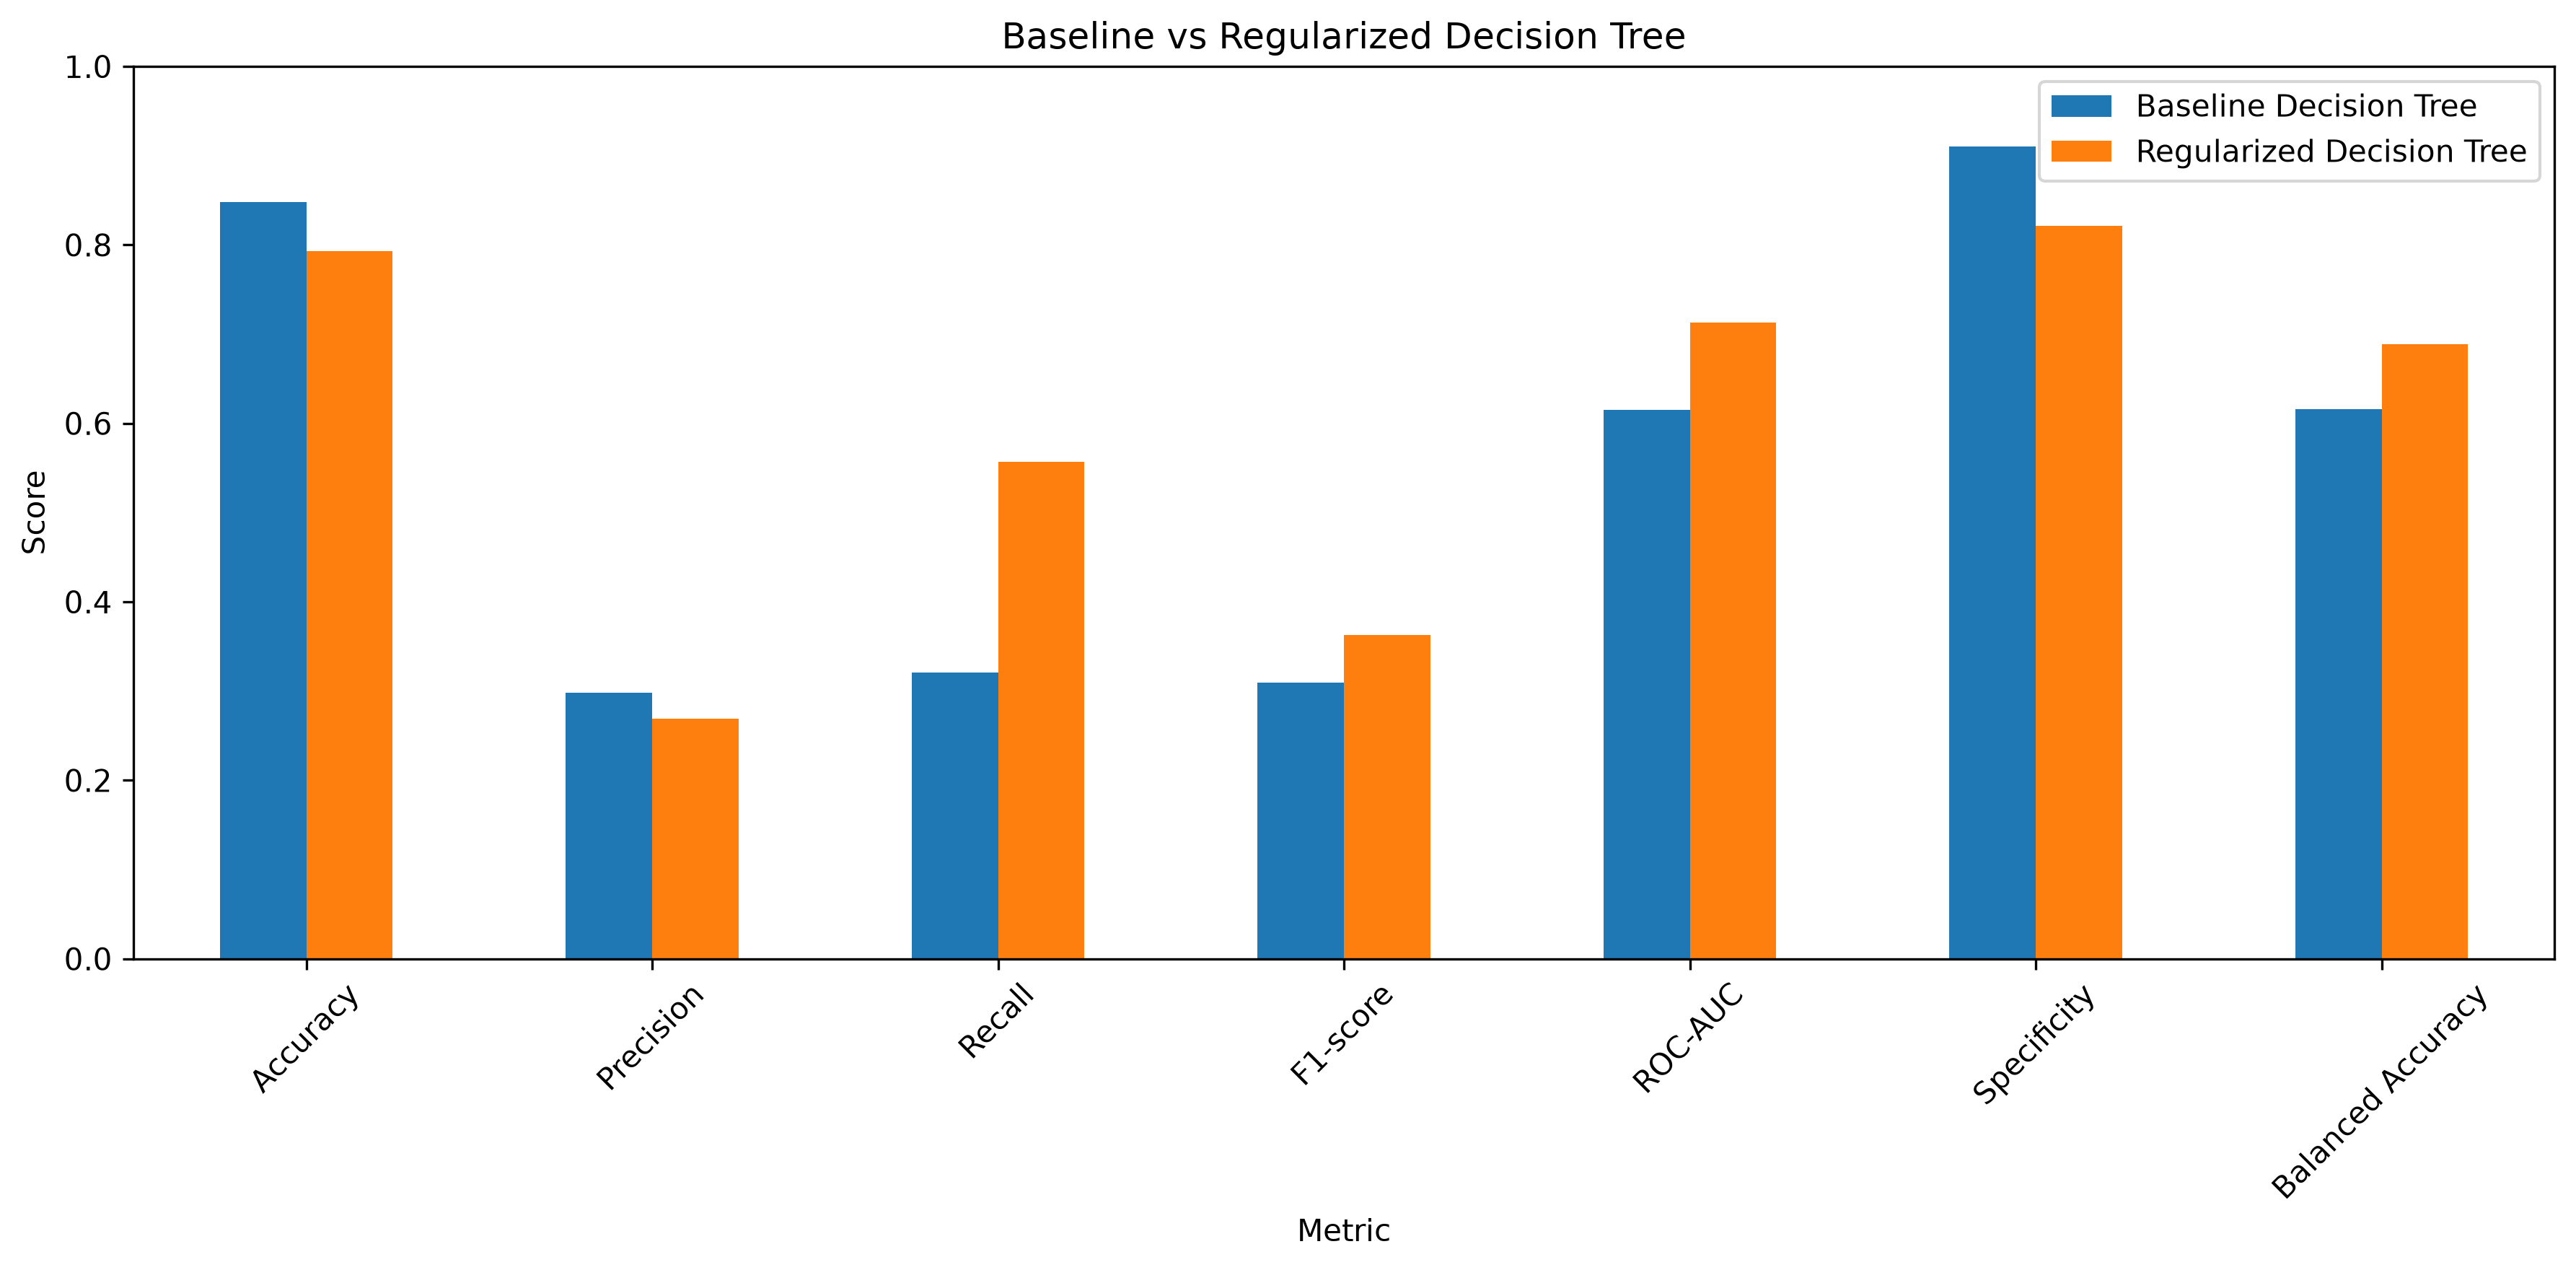 Baseline vs Regularized Decision Tree
Baseline Decision Tree
Regularized Decision Tree
Score
1.0
0.8
0.6
0.4
0.2
0.0
Accuracy
Precision
Recall
F1-score
ROC-AUC
Specificity
Balanced Accuracy
Metric